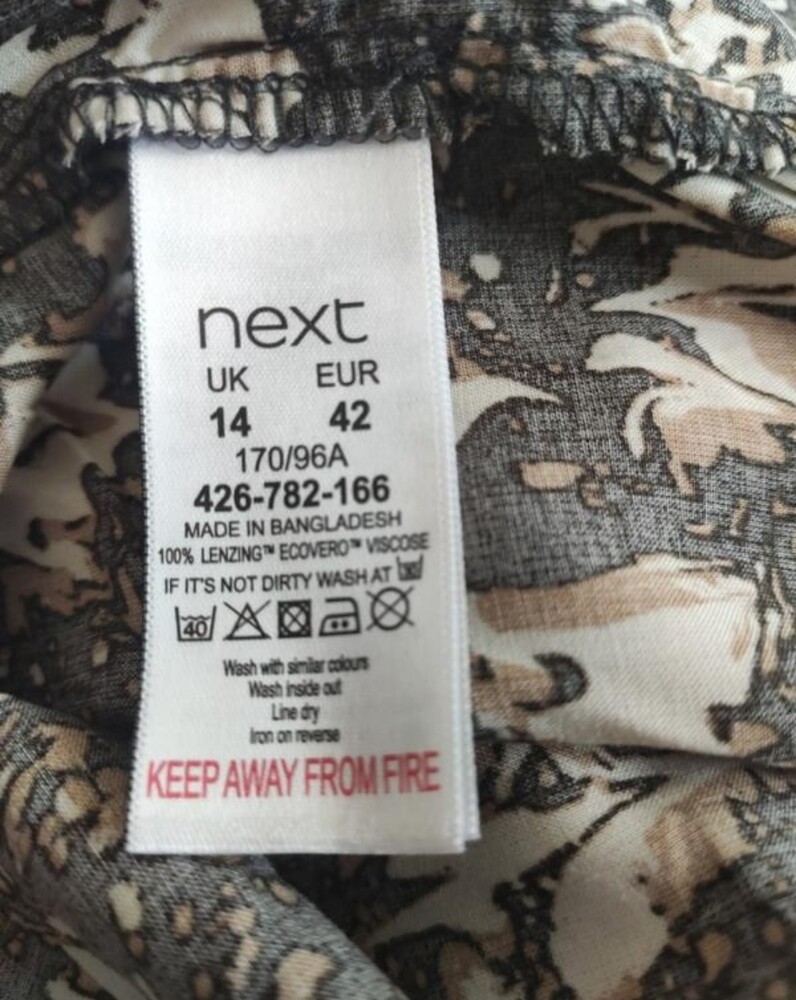 next
UK EUR
14 42
170/96A
426-782-166
MADE IN BANGLADESH
100% LENZING™ ECOVERO™ VISCOSE
IF IT'S NOT DIRTY WASH AT
40
Wash with similar colours
Wash inside out
Line dry
Iron on reverse
KEEP AWAY FROM FIRE